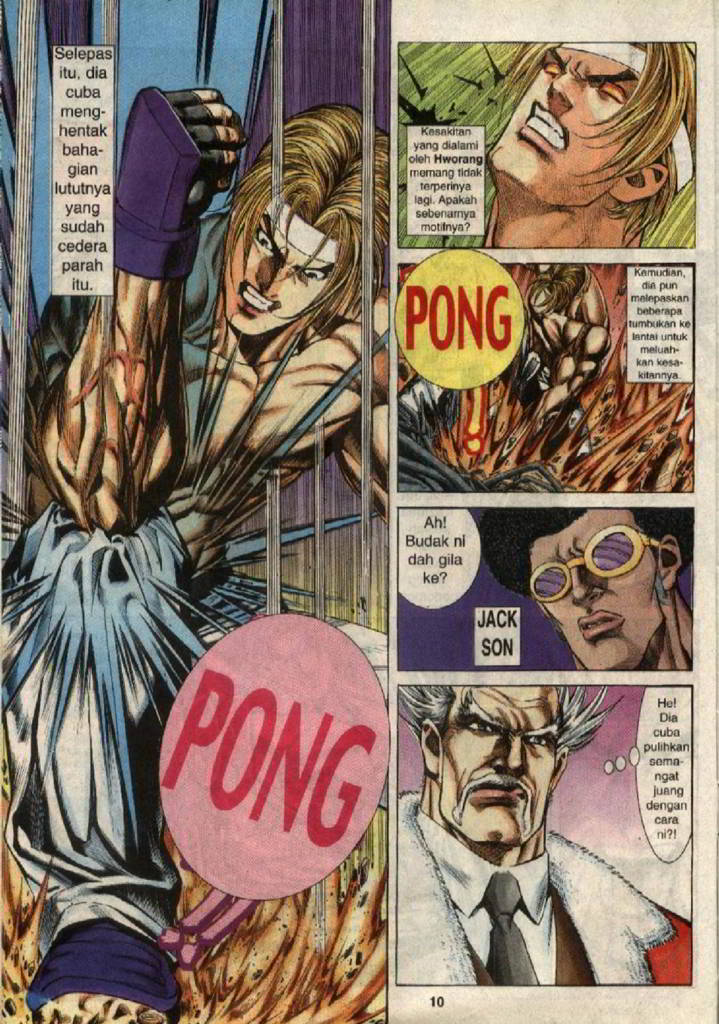 Selepas
itu, dia
cuba
meng-
hentak
baha-
gian
lututnya
yang
sudah
cedera
parah
itu.
PONG
Kesakitan
yang dialami
oleh Hworang
memang tidak
terperinya
lagi. Apakah
sebenarnya
motifnya?
PONG
!
Kemudian,
dia pun
melepaskan
beberapa
tumbukan ke
lantai untuk
meluah-
kan kesa-
kitannya.
Ah!
Budak ni
dah gila
ke?
JACK
SON
He!
Dia
cuba
pulihkan
sema-
ngat
juang
dengan
cara
ni?!
10